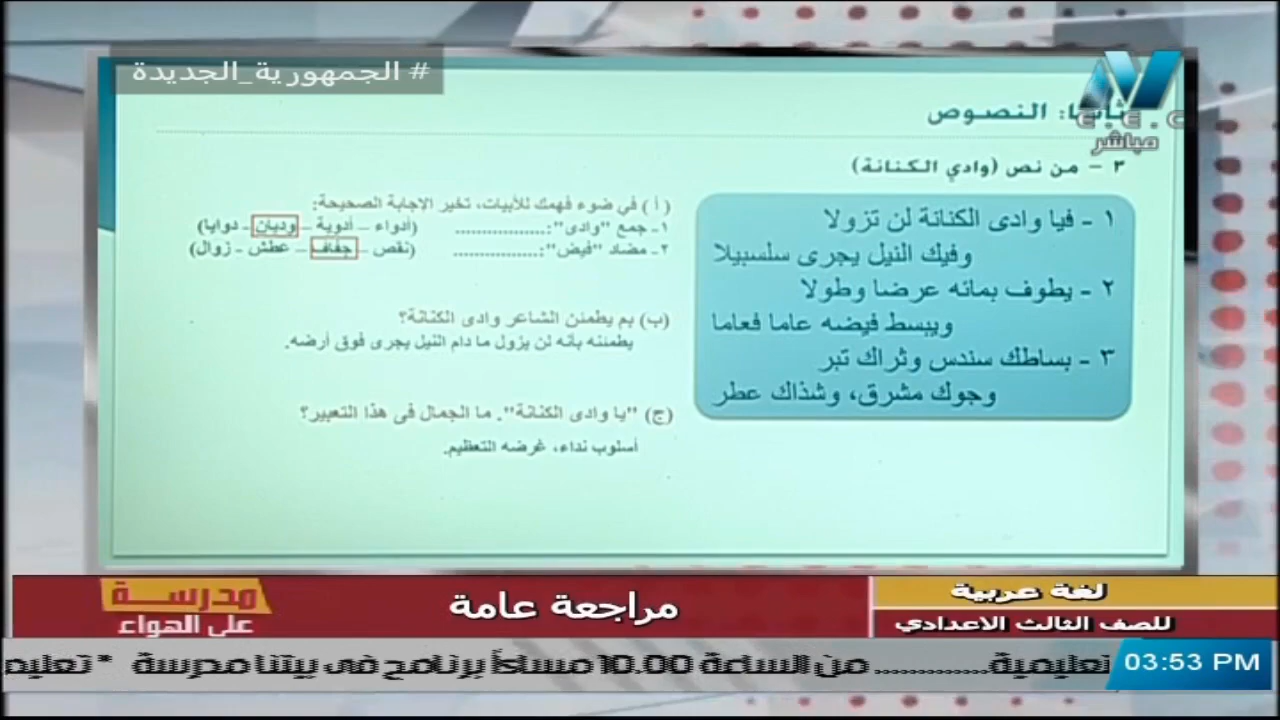 # الجمهورية_الجديدة
E.E.C
مباشر
ثانيا: النصوص
٣ - من نص (وادي الكنانة)
١ - فيا وادى الكنانة لن تزولا
وفيك النيل يجرى سلسبيلا
٢ - يطوف بمائه عرضا وطولا
ويبسط فيضه عاما فعاما
٣ - بساطك سندس وثراك تبر
وجوك مشرق، وشذاك عطر
( أ ) في ضوء فهمك للأبيات، تخير الإجابة الصحيحة:
١- جمع "وادى": .................. (أدواء – أدوية – وديان – دوايا)
٢- مضاد "فيض": .................. (نقص – جفاف – عطش – زوال)
(ب) بم يطمئن الشاعر وادى الكنانة؟
يطمئنه بأنه لن يزول ما دام النيل يجرى فوق أرضه.
(ج) "يا وادى الكنانة". ما الجمال فى هذا التعبير؟
أسلوب نداء، غرضه التعظيم.
لغة عربية
للصف الثالث الاعدادي
مراجعة عامة
مدرسة
على الهواء
03:53 PM
تعليمية............ من الساعة 10.00 مساءاً برنامج فى بيتنا مدرسة * تعليم